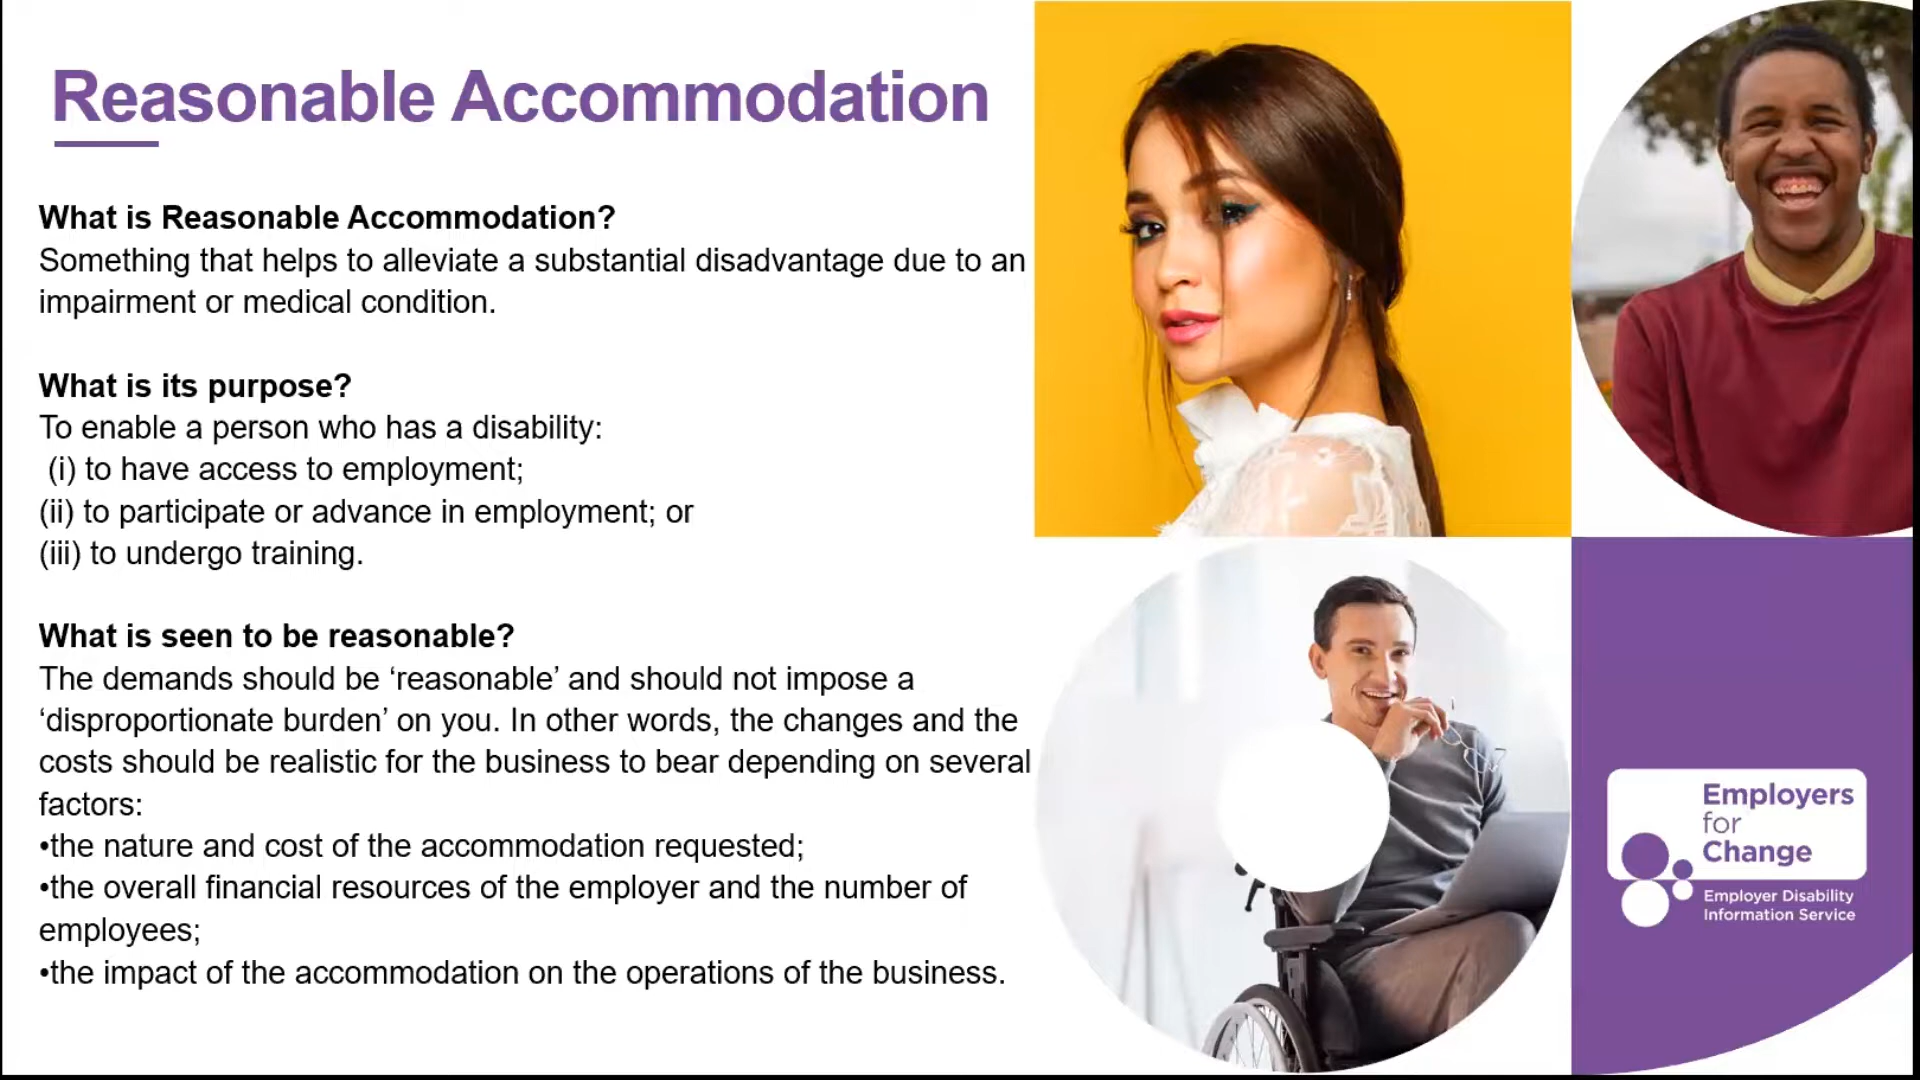 Reasonable Accommodation
What is Reasonable Accommodation?
Something that helps to alleviate a substantial disadvantage due to an
impairment or medical condition.
What is its purpose?
To enable a person who has a disability:
(i) to have access to employment;
(ii) to participate or advance in employment; or
(iii) to undergo training.
What is seen to be reasonable?
The demands should be ‘reasonable’ and should not impose a
‘disproportionate burden’ on you. In other words, the changes and the
costs should be realistic for the business to bear depending on several
factors:
•the nature and cost of the accommodation requested;
•the overall financial resources of the employer and the number of
employees;
•the impact of the accommodation on the operations of the business.
Employers
for
Change
Employer Disability
Information Service